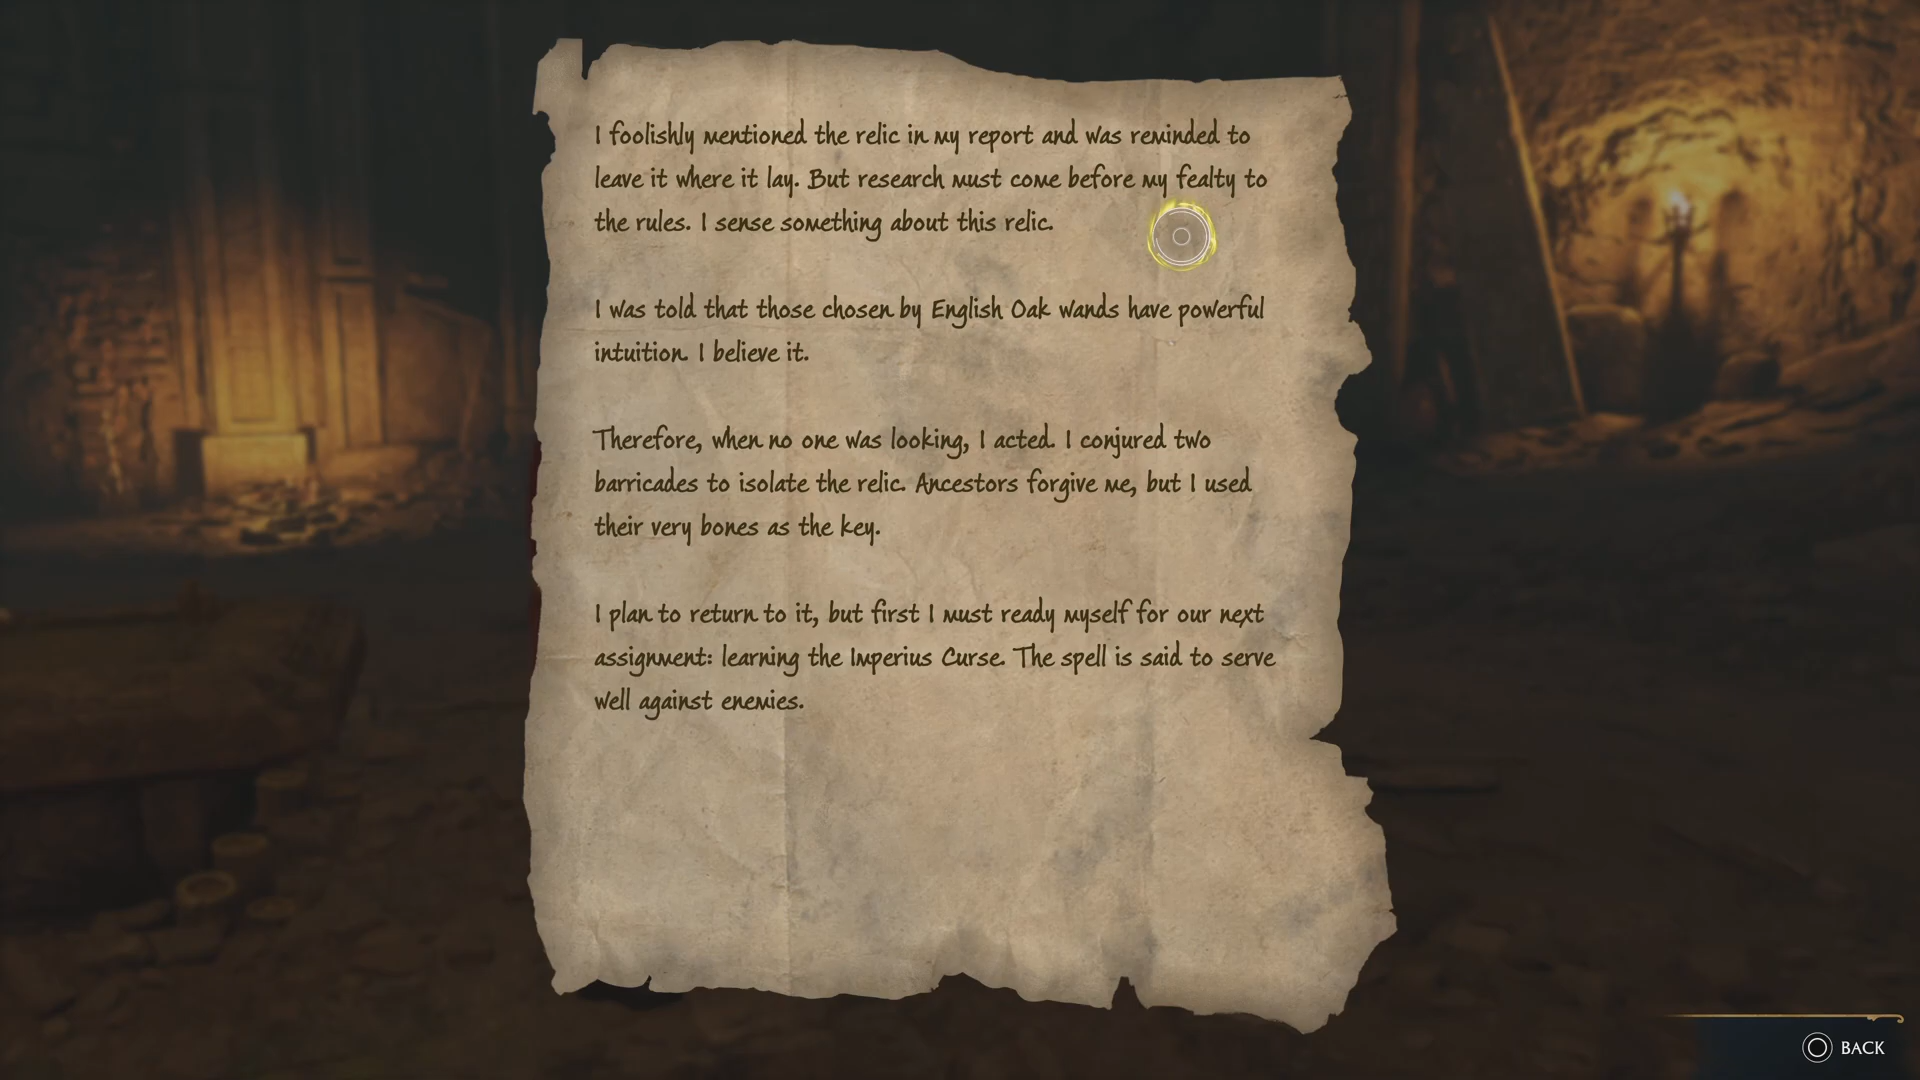 I foolishly mentioned the relic in my report and was reminded to
leave it where it lay. But research must come before my fealty to
the rules. I sense something about this relic.
I was told that those chosen by English Oak wands have powerful
intuition. I believe it.
Therefore, when no one was looking, I acted. I conjured two
barricades to isolate the relic. Ancestors forgive me, but I used
their very bones as the key.
I plan to return to it, but first I must ready myself for our next
assignment: learning the Imperius Curse. The spell is said to serve
well against enemies.
BACK